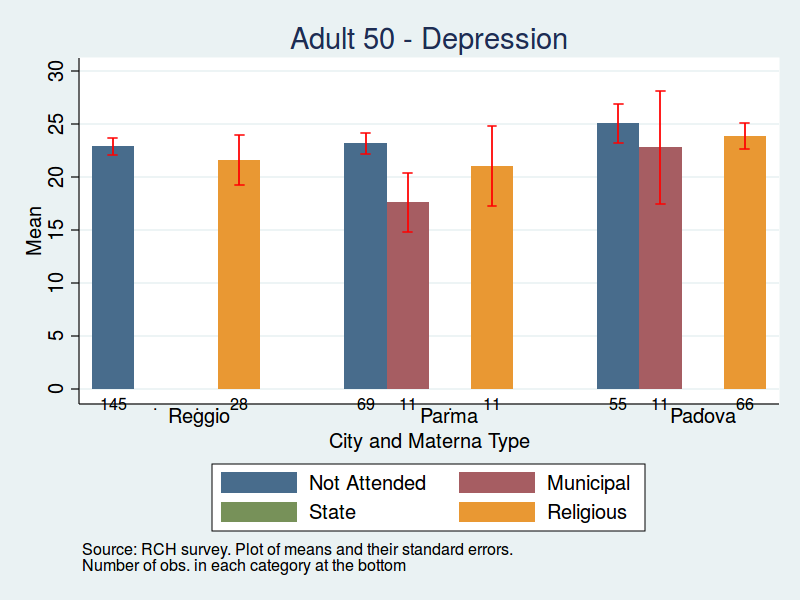 Adult 50 - Depression
30
25
20
15
10
5
0
Mean
145 . . 28 69 11 . 11 55 11 . 66
Reggio Parma Padova
City and Materna Type
Not Attended Municipal
State Religious
Source: RCH survey. Plot of means and their standard errors.
Number of obs. in each category at the bottom